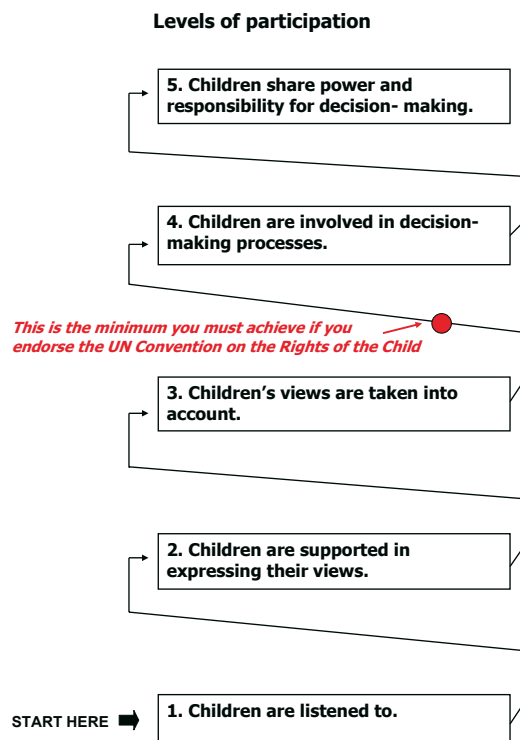 Levels of participation
5. Children share power and
responsibility for decision- making.
4. Children are involved in decision-
making processes.
This is the minimum you must achieve if you
endorse the UN Convention on the Rights of the Child
3. Children’s views are taken into
account.
2. Children are supported in
expressing their views.
START HERE
1. Children are listened to.